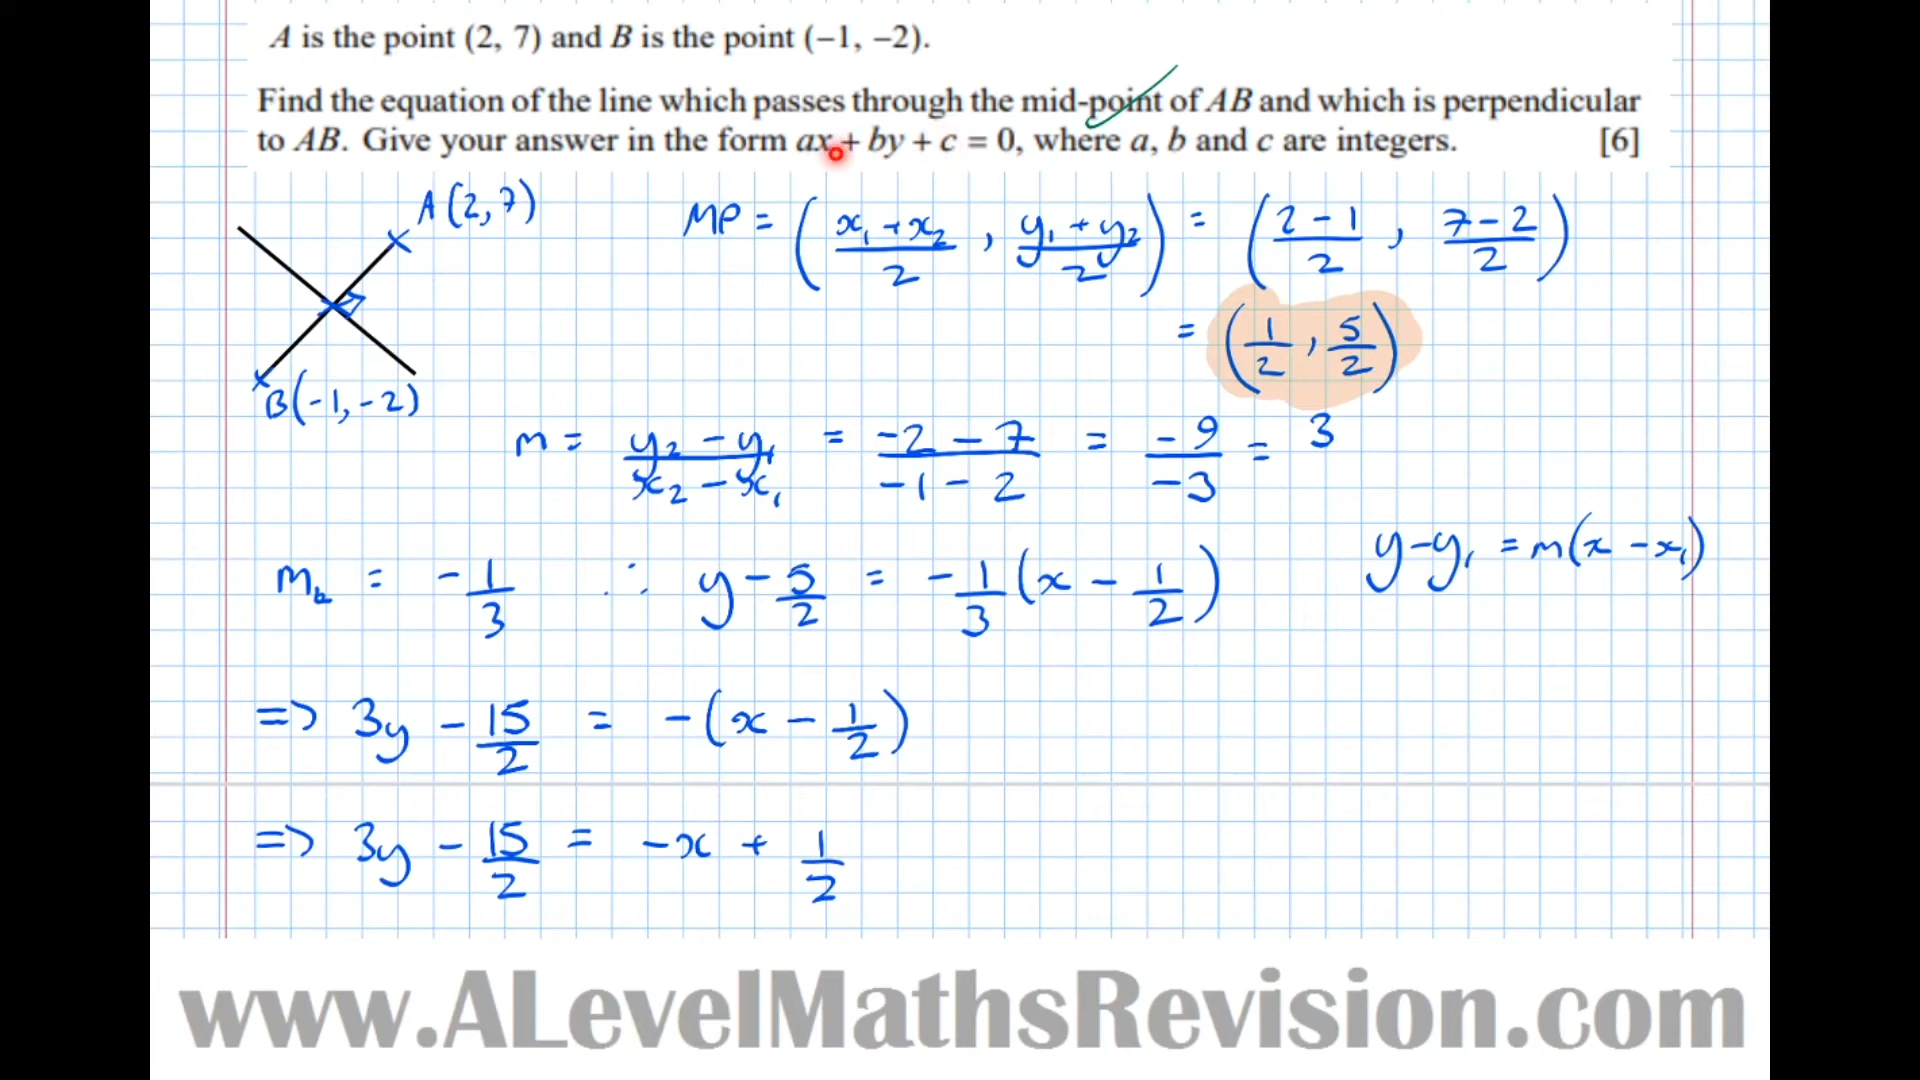 A is the point (2, 7) and B is the point (−1, −2).
Find the equation of the line which passes through the mid-point of AB and which is perpendicular
to AB. Give your answer in the form ax + by + c = 0, where a, b and c are integers. [6]
A(2,7)
MP = (x₁+x₂/2, y₁+y₂/2) = (2−1/2, 7−2/2)
= (1/2, 5/2)
B(-1,-2)
m = y₂−y₁/x₂−x₁ = −2−7/−1−2 = −9/−3 = 3
y−y₁ = m(x−x₁)
m⊥ = −1/3 ∴ y−5/2 = −1/3(x−1/2)
=> 3y − 15/2 = −(x−1/2)
=> 3y − 15/2 = −x + 1/2
www.ALevelMathsRevision.com